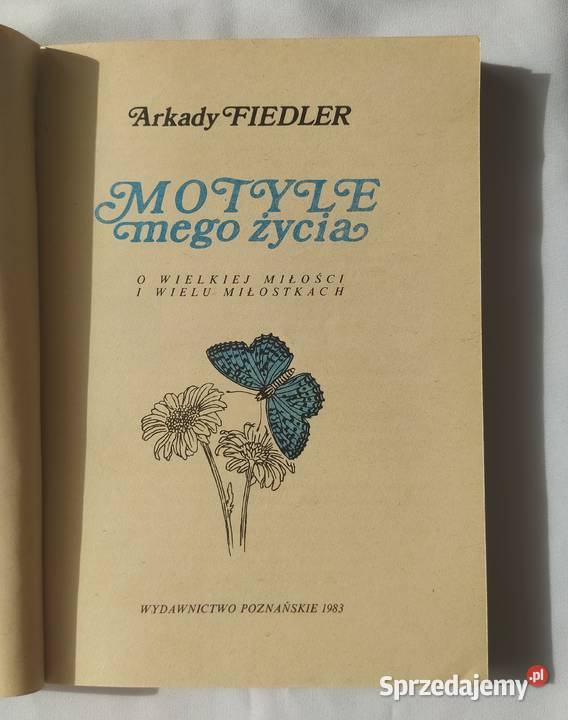 Arkady FIEDLER
MOTYLE
mego życia
O WIELKIEJ MIŁOŚCI
I WIELU MIŁOSTKACH
WYDAWNICTWO POZNAŃSKIE 1983
Sprzedajemy.pl